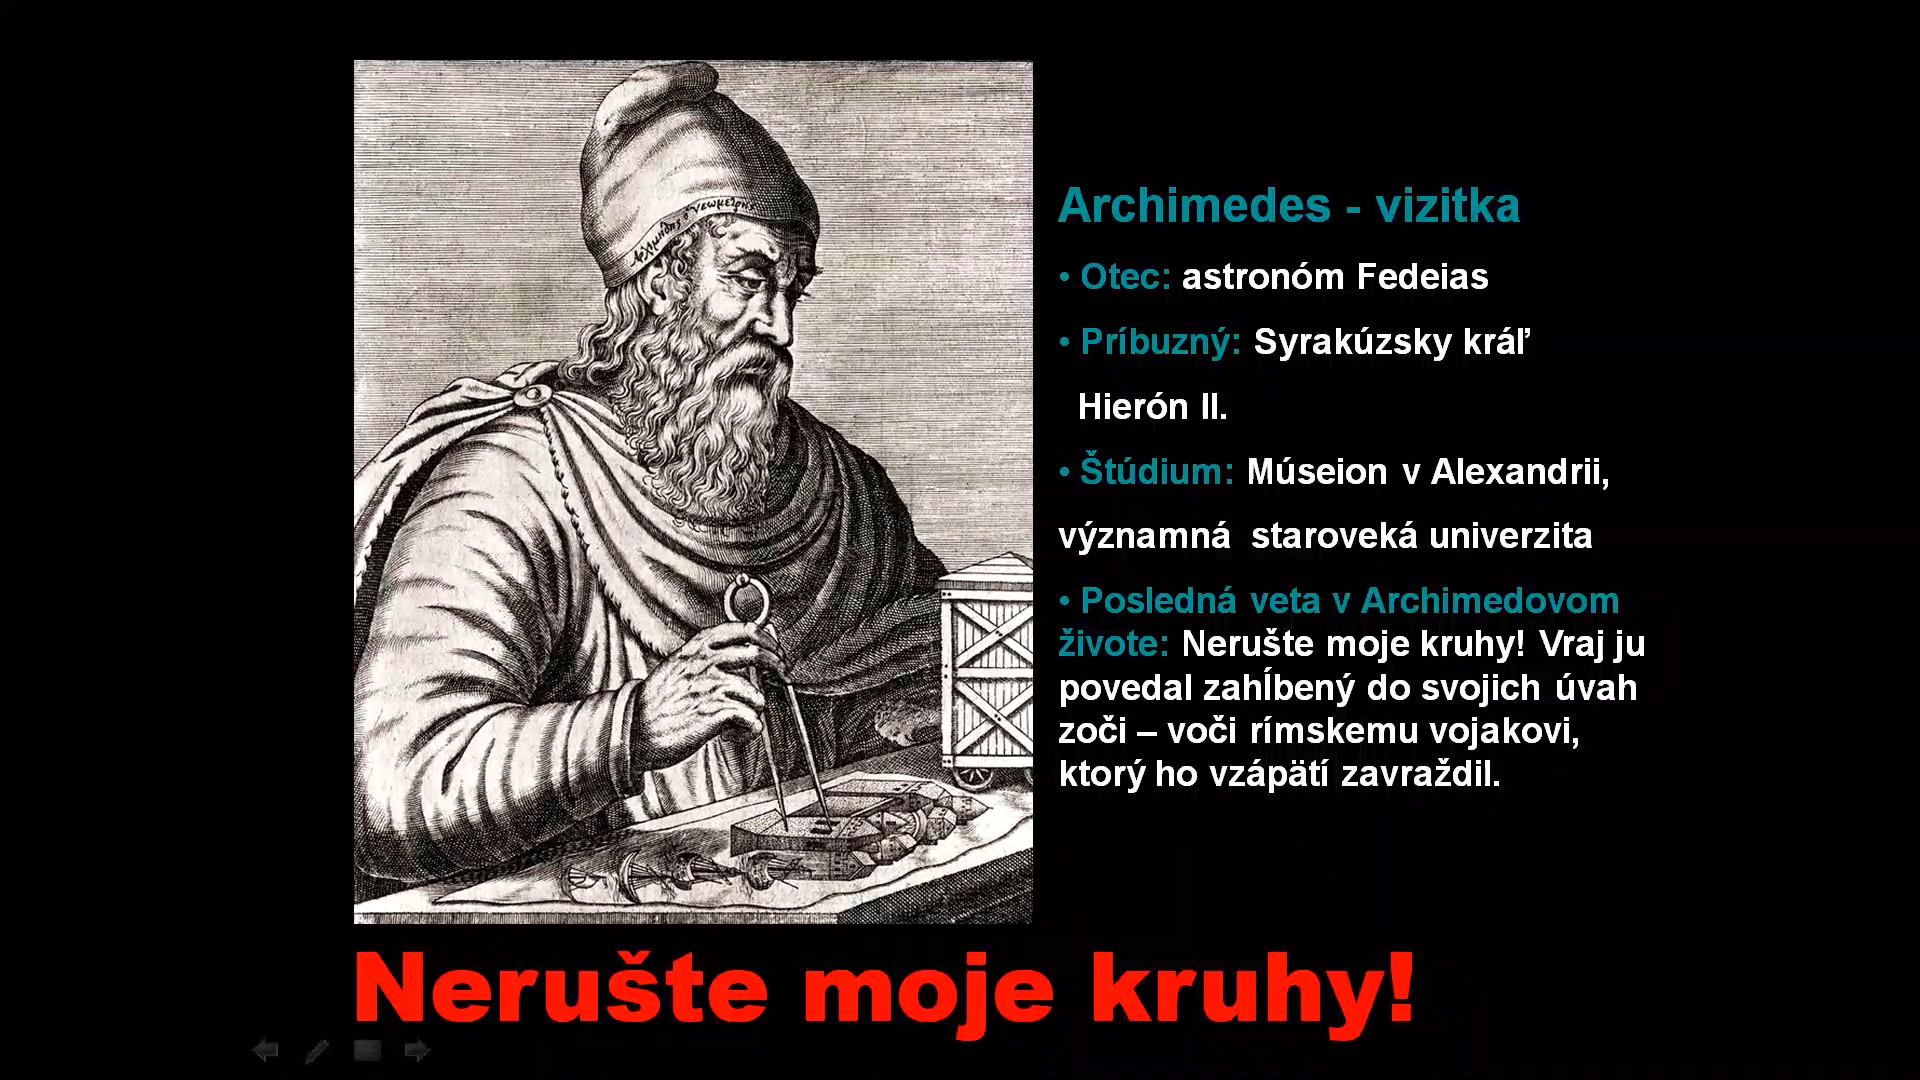 Archimedes - vizitka
• Otec: astronóm Fedeias
• Príbuzný: Syrakúzsky kráľ
Hierón II.
• Štúdium: Múseion v Alexandrii,
významná staroveká univerzita
• Posledná veta v Archimedovom
živote: Nerušte moje kruhy! Vraj ju
povedal zahĺbený do svojich úvah
zoči – voči rímskemu vojakovi,
ktorý ho vzápätí zavraždil.
Nerušte moje kruhy!